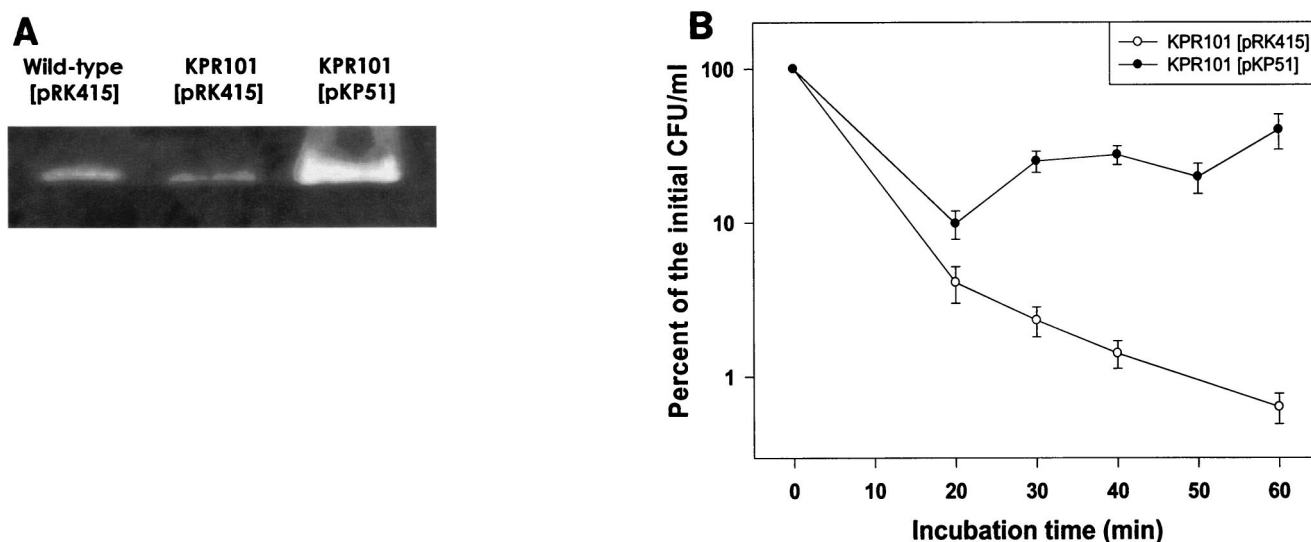 A
Wild-type KPR101 KPR101
[pRK415] [pRK415] [pKP51]
B
KPR101 [pRK415]
KPR101 [pKP51]
Percent of the initial CFU/ml
100
10
1
0 10 20 30 40 50 60
Incubation time (min)